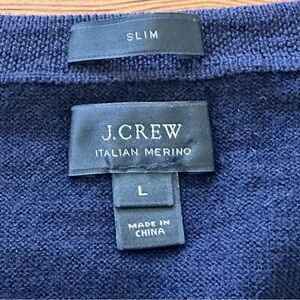 SLIM
J.CREW
ITALIAN MERINO
L
MADE IN
CHINA